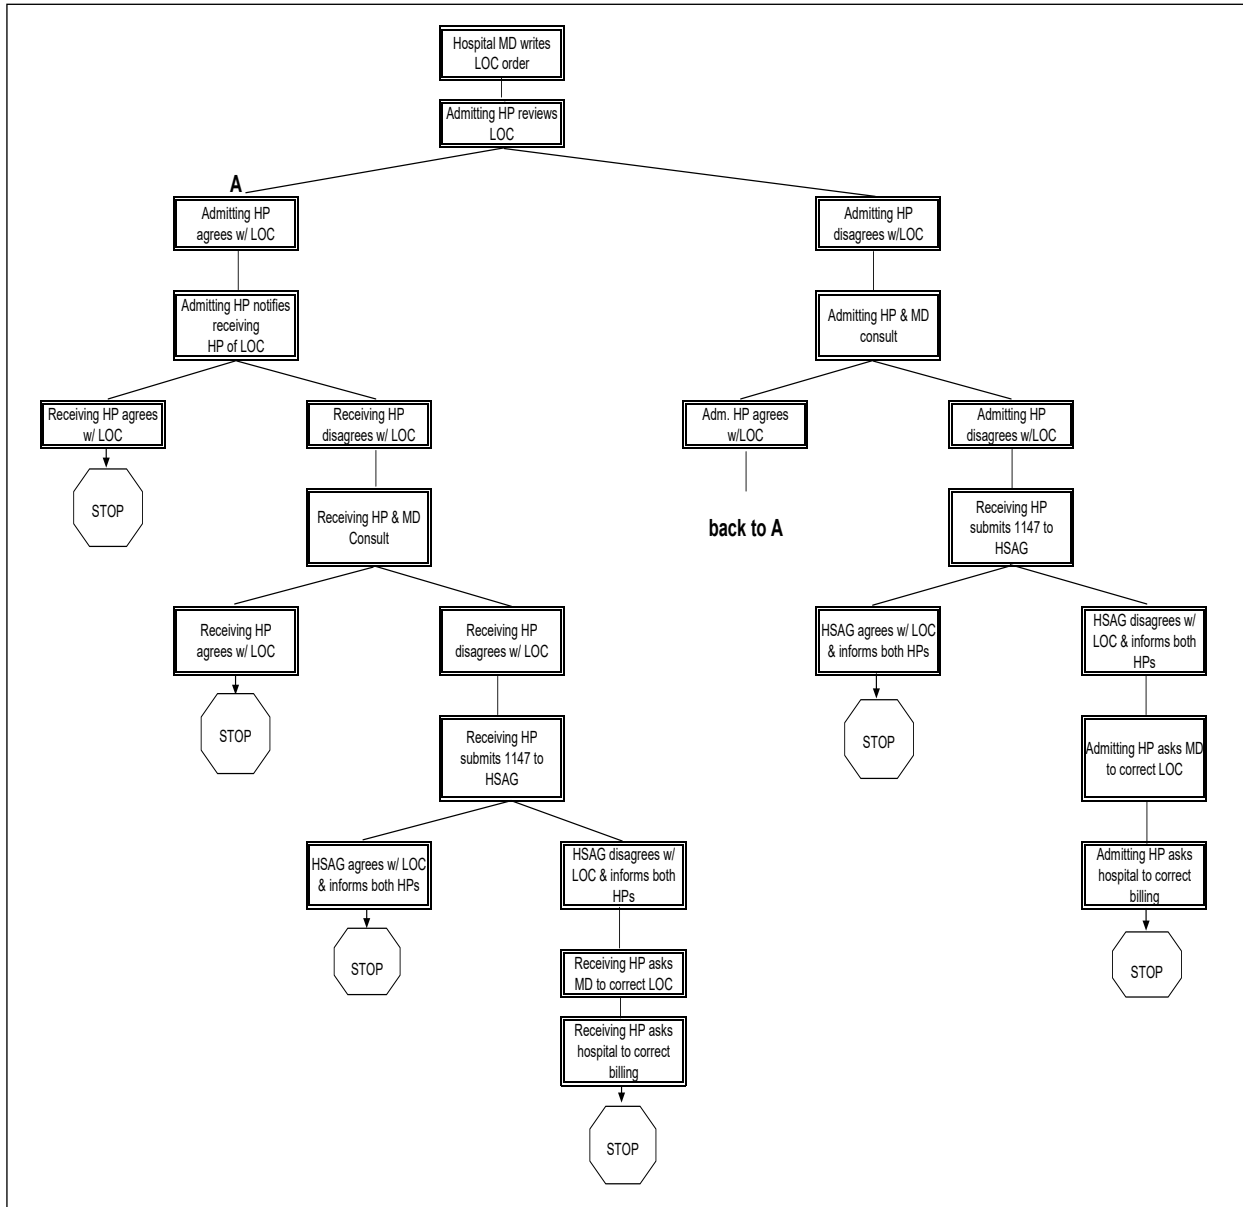 Hospital MD writes
LOC order
Admitting HP reviews
LOC
A
Admitting HP
agrees w/ LOC
Admitting HP
disagrees w/LOC
Admitting HP notifies
receiving
HP of LOC
Admitting HP & MD
consult
Receiving HP agrees
w/ LOC
Receiving HP
disagrees w/ LOC
Adm. HP agrees
w/LOC
Admitting HP
disagrees w/LOC
STOP
Receiving HP & MD
Consult
back to A
Receiving HP
submits 1147 to
HSAG
Receiving HP
agrees w/ LOC
Receiving HP
disagrees w/ LOC
HSAG agrees w/ LOC
& informs both HPs
HSAG disagrees w/
LOC & informs both
HPs
STOP
Receiving HP
submits 1147 to
HSAG
STOP
Admitting HP asks MD
to correct LOC
HSAG agrees w/ LOC
& informs both HPs
HSAG disagrees w/
LOC & informs both
HPs
Admitting HP asks
hospital to correct
billing
STOP
Receiving HP asks
MD to correct LOC
STOP
Receiving HP asks
hospital to correct
billing
STOP